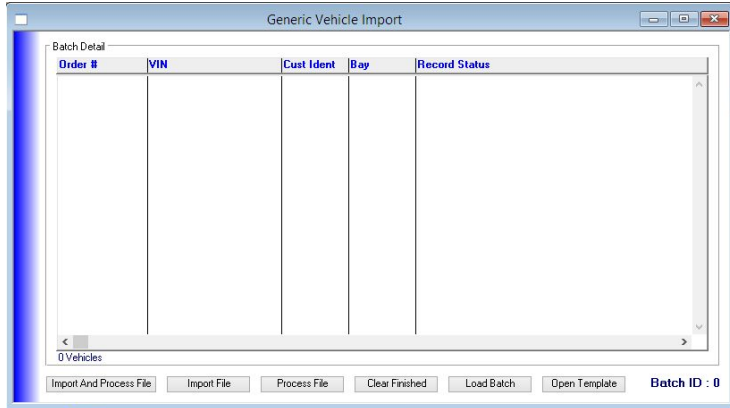 Generic Vehicle Import
Batch Detail
Order # VIN Cust Ident Bay Record Status
0 Vehicles
Import And Process File Import File Process File Clear Finished Load Batch Open Template Batch ID : 0